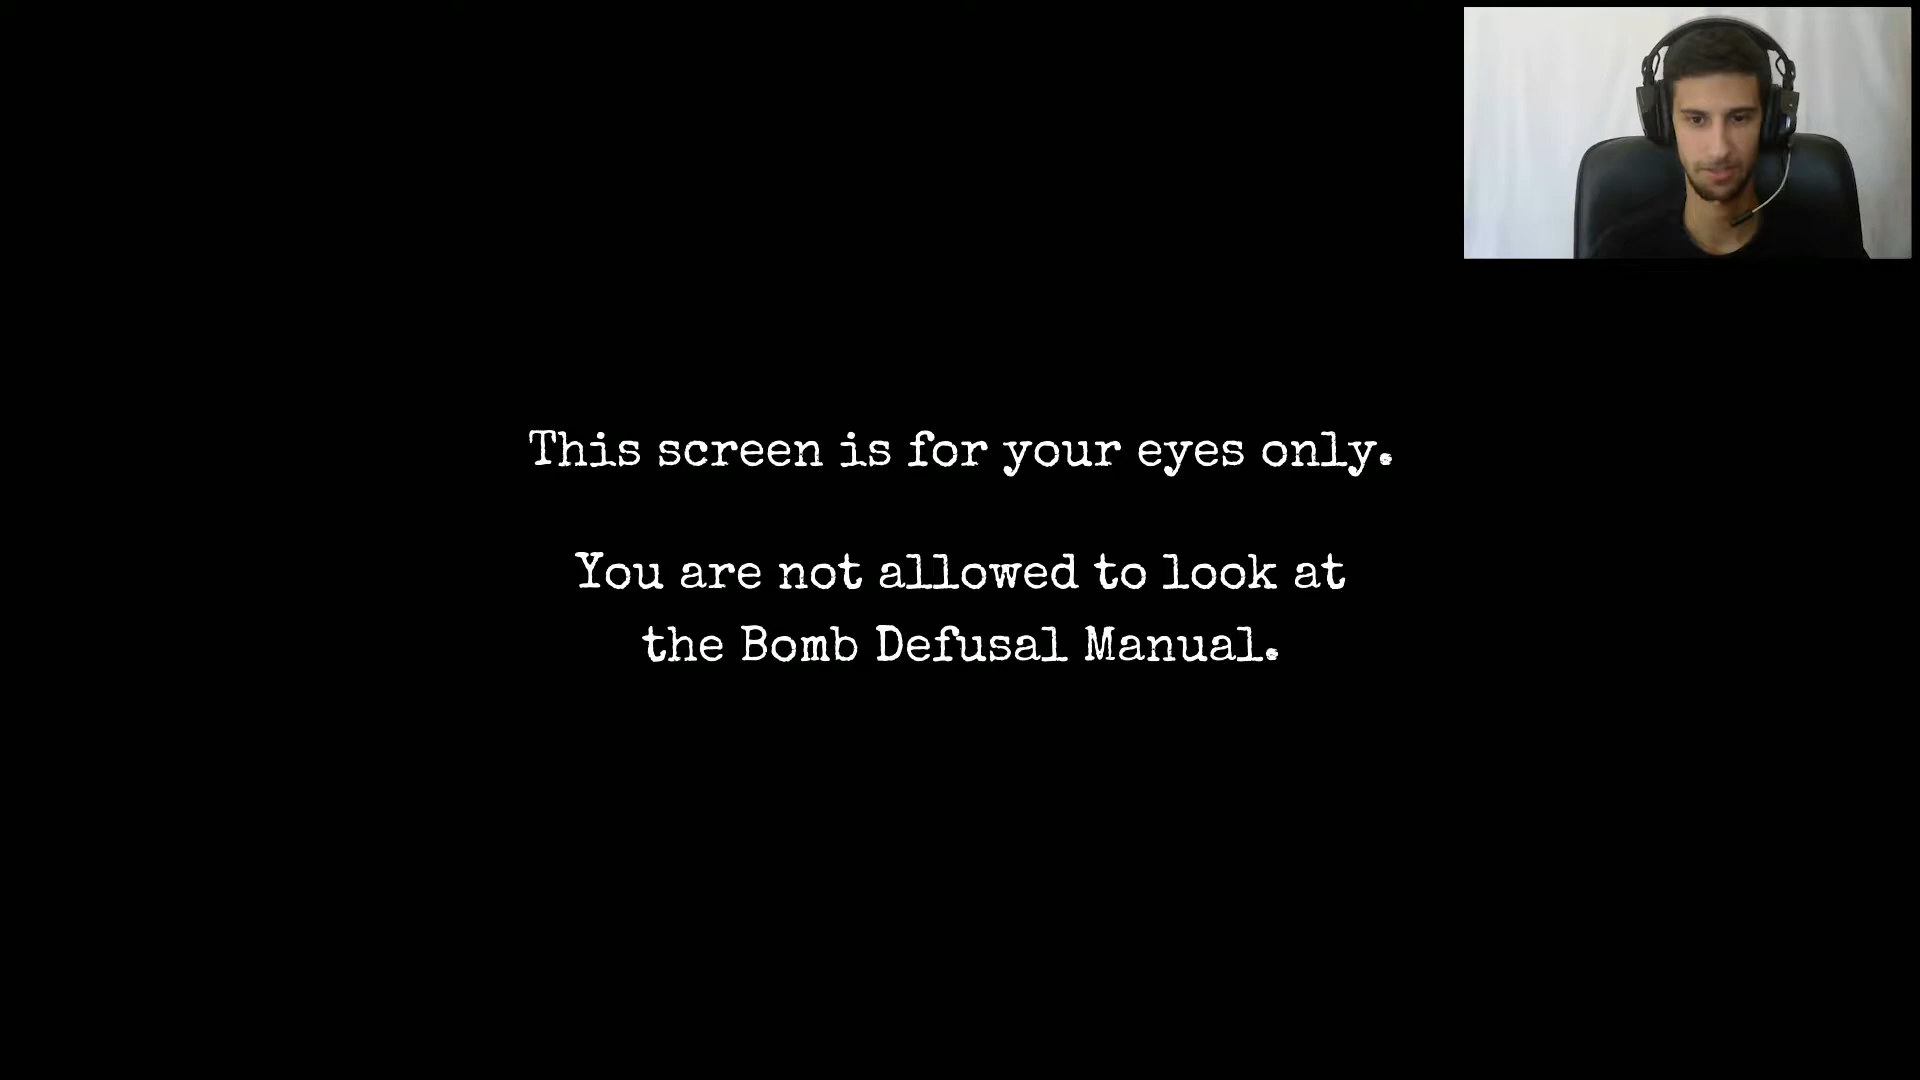 This screen is for your eyes only.
You are not allowed to look at
the Bomb Defusal Manual.